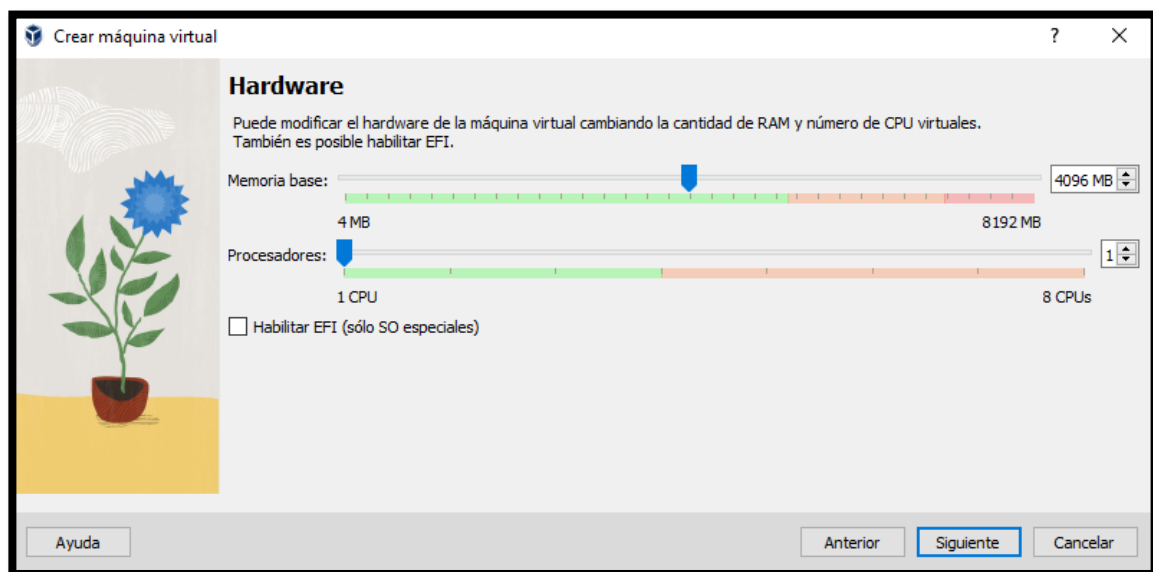 Crear máquina virtual
?
Hardware
Puede modificar el hardware de la máquina virtual cambiando la cantidad de RAM y número de CPU virtuales.
También es posible habilitar EFI.
Memoria base:
4096 MB
4 MB
8192 MB
Procesadores:
1
1 CPU
8 CPUs
Habilitar EFI (sólo SO especiales)
Ayuda
Anterior
Siguiente
Cancelar